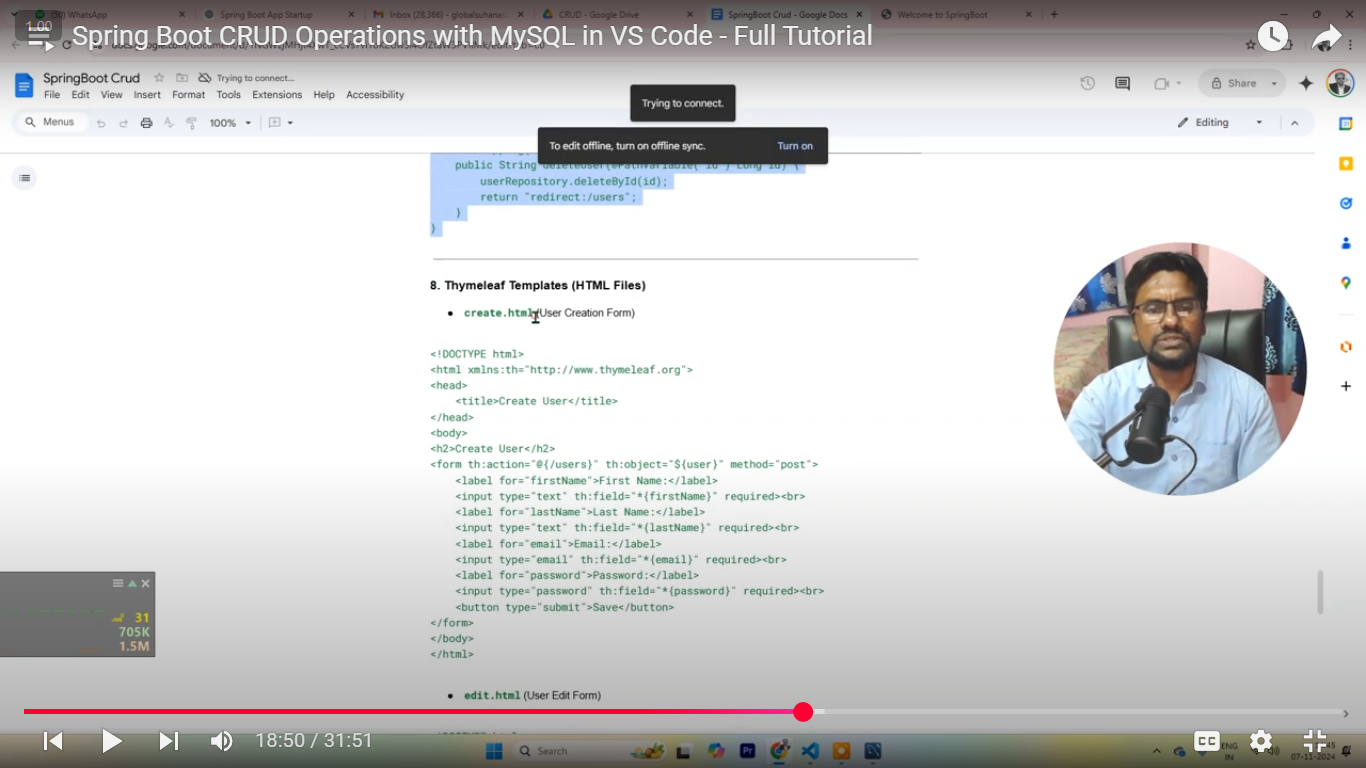 (50) WhatsApp
Spring Boot App Startup
Inbox (28,366) - globalsuhana
CRUD - Google Drive
SpringBoot Crud - Google Docs
Welcome to SpringBoot
1.00
Spring Boot CRUD Operations with MySQL in VS Code - Full Tutorial
SpringBoot Crud
Trying to connect...
File Edit View Insert Format Tools Extensions Help Accessibility
Share
Trying to connect.
Menus
100%
Editing
To edit offline, turn on offline sync.
Turn on
public String deleteUser(@PathVariable("id") Long id) {
userRepository.deleteById(id);
return "redirect:/users";
}
}
8. Thymeleaf Templates (HTML Files)
• create.html (User Creation Form)
<!DOCTYPE html>
<html xmlns:th="http://www.thymeleaf.org">
<head>
<title>Create User</title>
</head>
<body>
<h2>Create User</h2>
<form th:action="@{/users}" th:object="${user}" method="post">
<label for="firstName">First Name:</label>
<input type="text" th:field="*{firstName}" required><br>
<label for="lastName">Last Name:</label>
<input type="text" th:field="*{lastName}" required><br>
<label for="email">Email:</label>
<input type="email" th:field="*{email}" required><br>
<label for="password">Password:</label>
<input type="password" th:field="*{password}" required><br>
<button type="submit">Save</button>
</form>
</body>
</html>
31
705K
1.5M
• edit.html (User Edit Form)
18:50 / 31:51
Search
Pr
CC
ENG
IN
07-11-2024